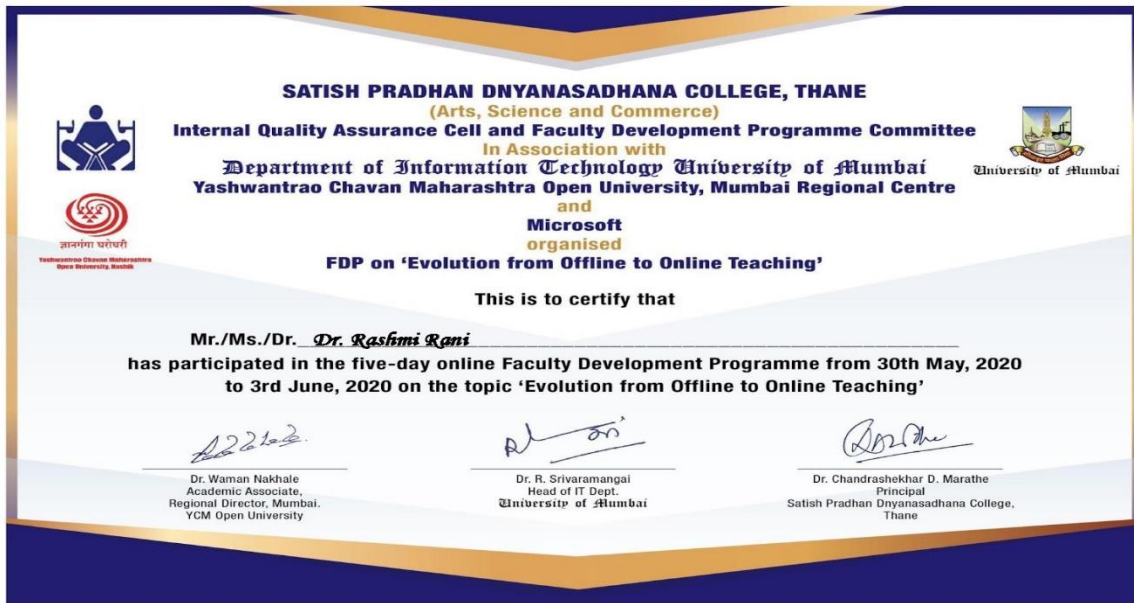 SATISH PRADHAN DNYANASADHANA COLLEGE, THANE
(Arts, Science and Commerce)
Internal Quality Assurance Cell and Faculty Development Programme Committee
In Association with
Department of Information Technology University of Mumbai
Yashwantrao Chavan Maharashtra Open University, Mumbai Regional Centre
and
Microsoft
organised
FDP on ‘Evolution from Offline to Online Teaching’
University of Mumbai
ज्ञानगंगा घरोघरी
Yashwantrao Chavan Maharashtra
Open University, Nashik
This is to certify that
Mr./Ms./Dr. Dr. Rashmi Rani
has participated in the five-day online Faculty Development Programme from 30th May, 2020
to 3rd June, 2020 on the topic ‘Evolution from Offline to Online Teaching’
Dr. Waman Nakhale
Academic Associate,
Regional Director, Mumbai.
YCM Open University
Dr. R. Srivaramangai
Head of IT Dept.
University of Mumbai
Dr. Chandrashekhar D. Marathe
Principal
Satish Pradhan Dnyanasadhana College,
Thane